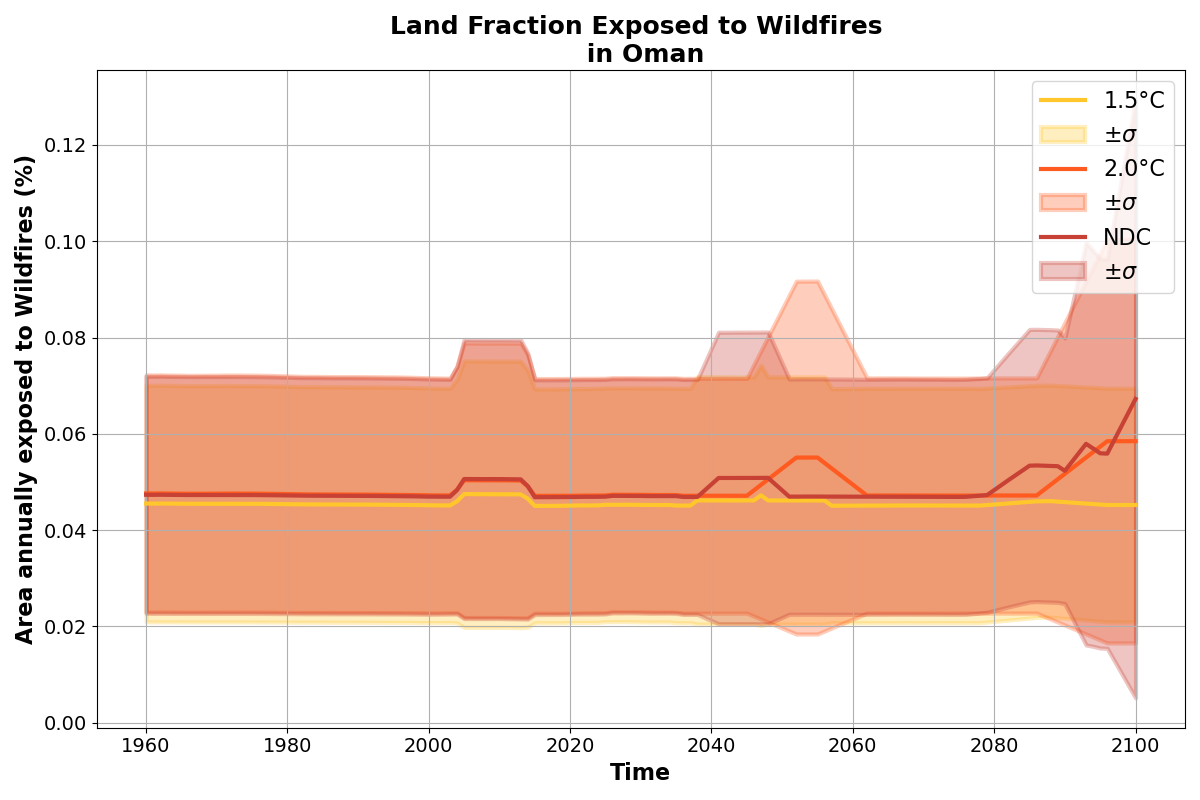 Land Fraction Exposed to Wildfires
in Oman
Area annually exposed to Wildfires (%)
0.12
0.10
0.08
0.06
0.04
0.02
0.00
1.5°C
±σ
2.0°C
±σ
NDC
±σ
1960
1980
2000
2020
2040
2060
2080
2100
Time